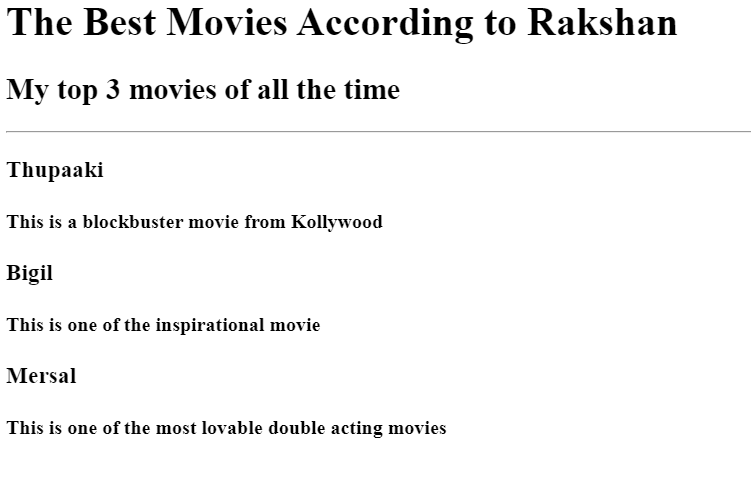 The Best Movies According to Rakshan
My top 3 movies of all the time
Thupaaki
This is a blockbuster movie from Kollywood
Bigil
This is one of the inspirational movie
Mersal
This is one of the most lovable double acting movies